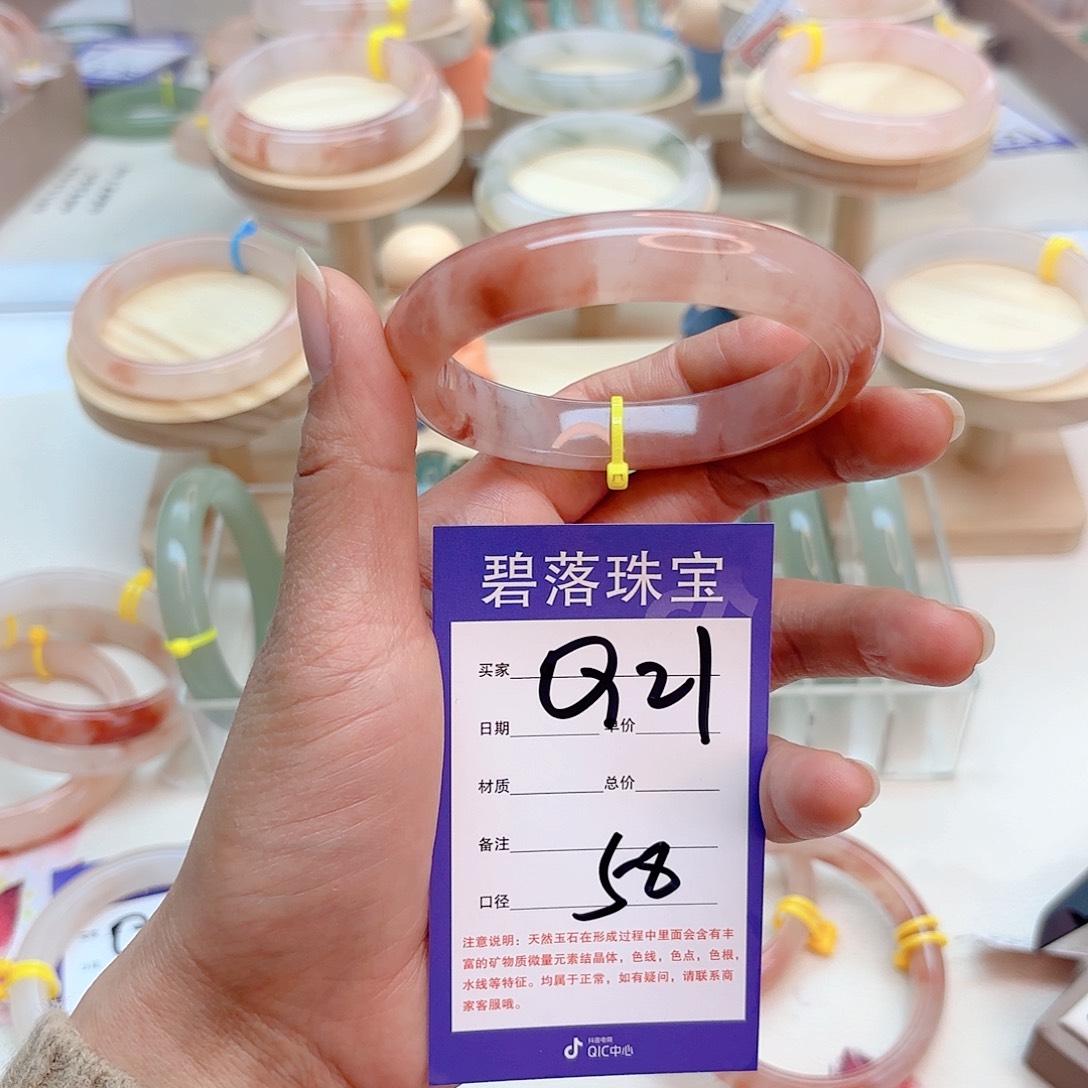 碧落珠宝
买家 Q21
日期 单价
材质 总价
备注
口径 58
注意说明：天然玉石在形成过程中里面会含有丰
富的矿物质微量元素结晶体，色线，色点，色根，
水线等特征。均属于正常，如有疑问，请联系商
家客服哦。
抖音电商
QIC中心